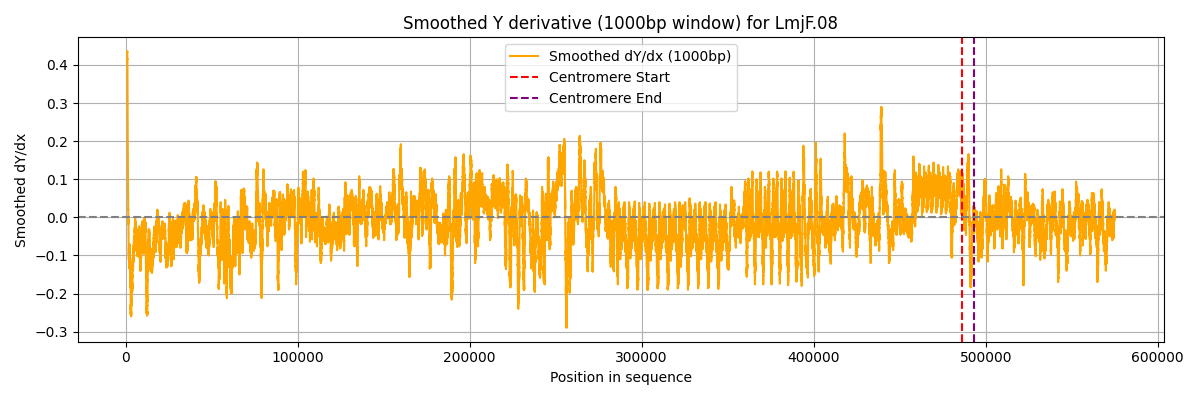 Smoothed Y derivative (1000bp window) for LmjF.08
Smoothed dY/dx (1000bp)
Centromere Start
Centromere End
Smoothed dY/dx
0.4
0.3
0.2
0.1
0.0
−0.1
−0.2
−0.3
0
100000
200000
300000
400000
500000
600000
Position in sequence